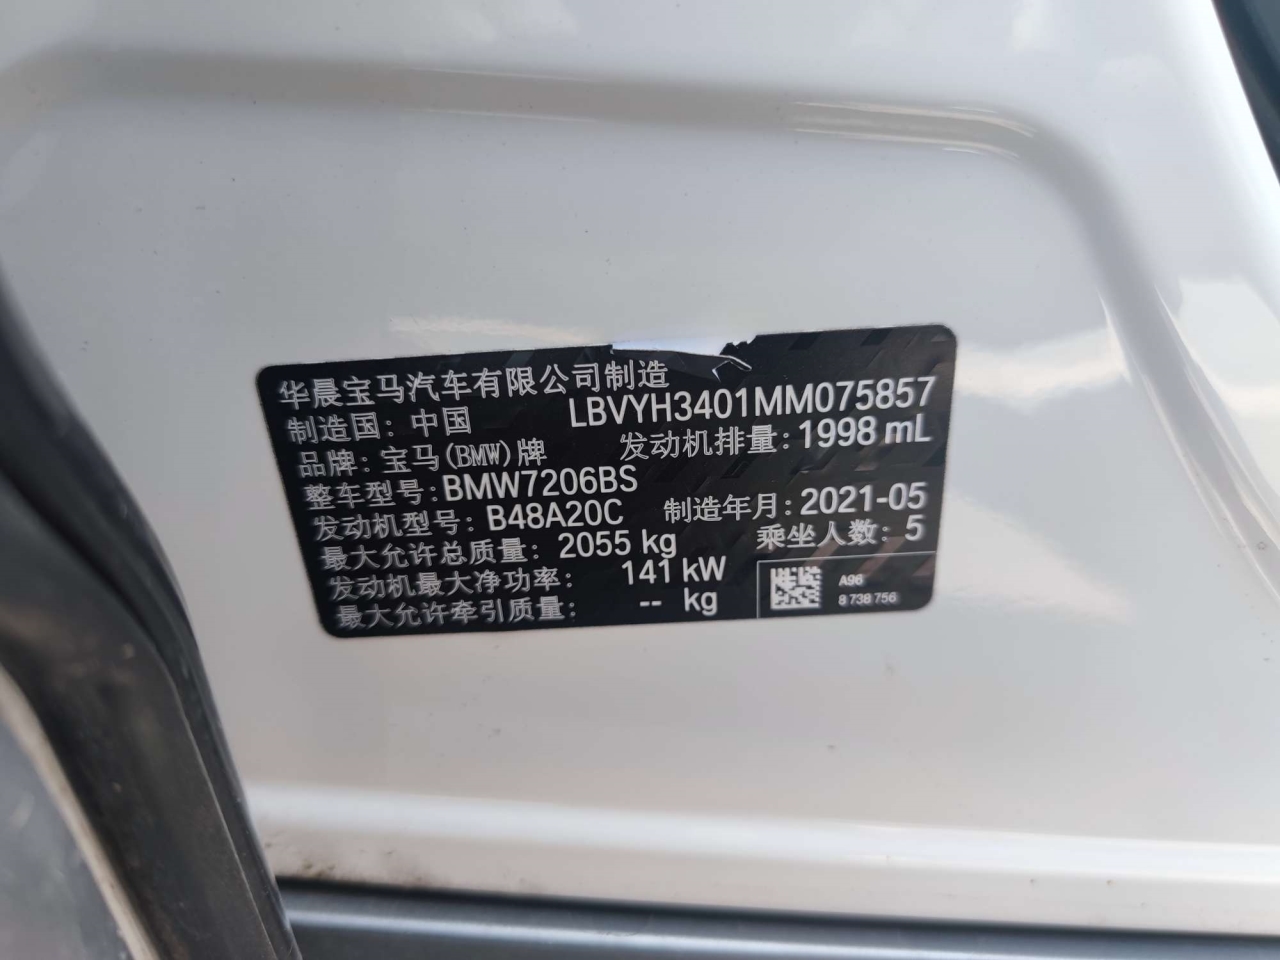 华晨宝马汽车有限公司制造
制造国：中国 LBVYH3401MM075857
品牌：宝马(BMW)牌 发动机排量：1998 mL
整车型号：BMW7206BS
发动机型号：B48A20C 制造年月：2021-05
最大允许总质量：2055 kg 乘坐人数：5
发动机最大净功率：141 kW
最大允许牵引质量：-- kg
A96
8 738 756